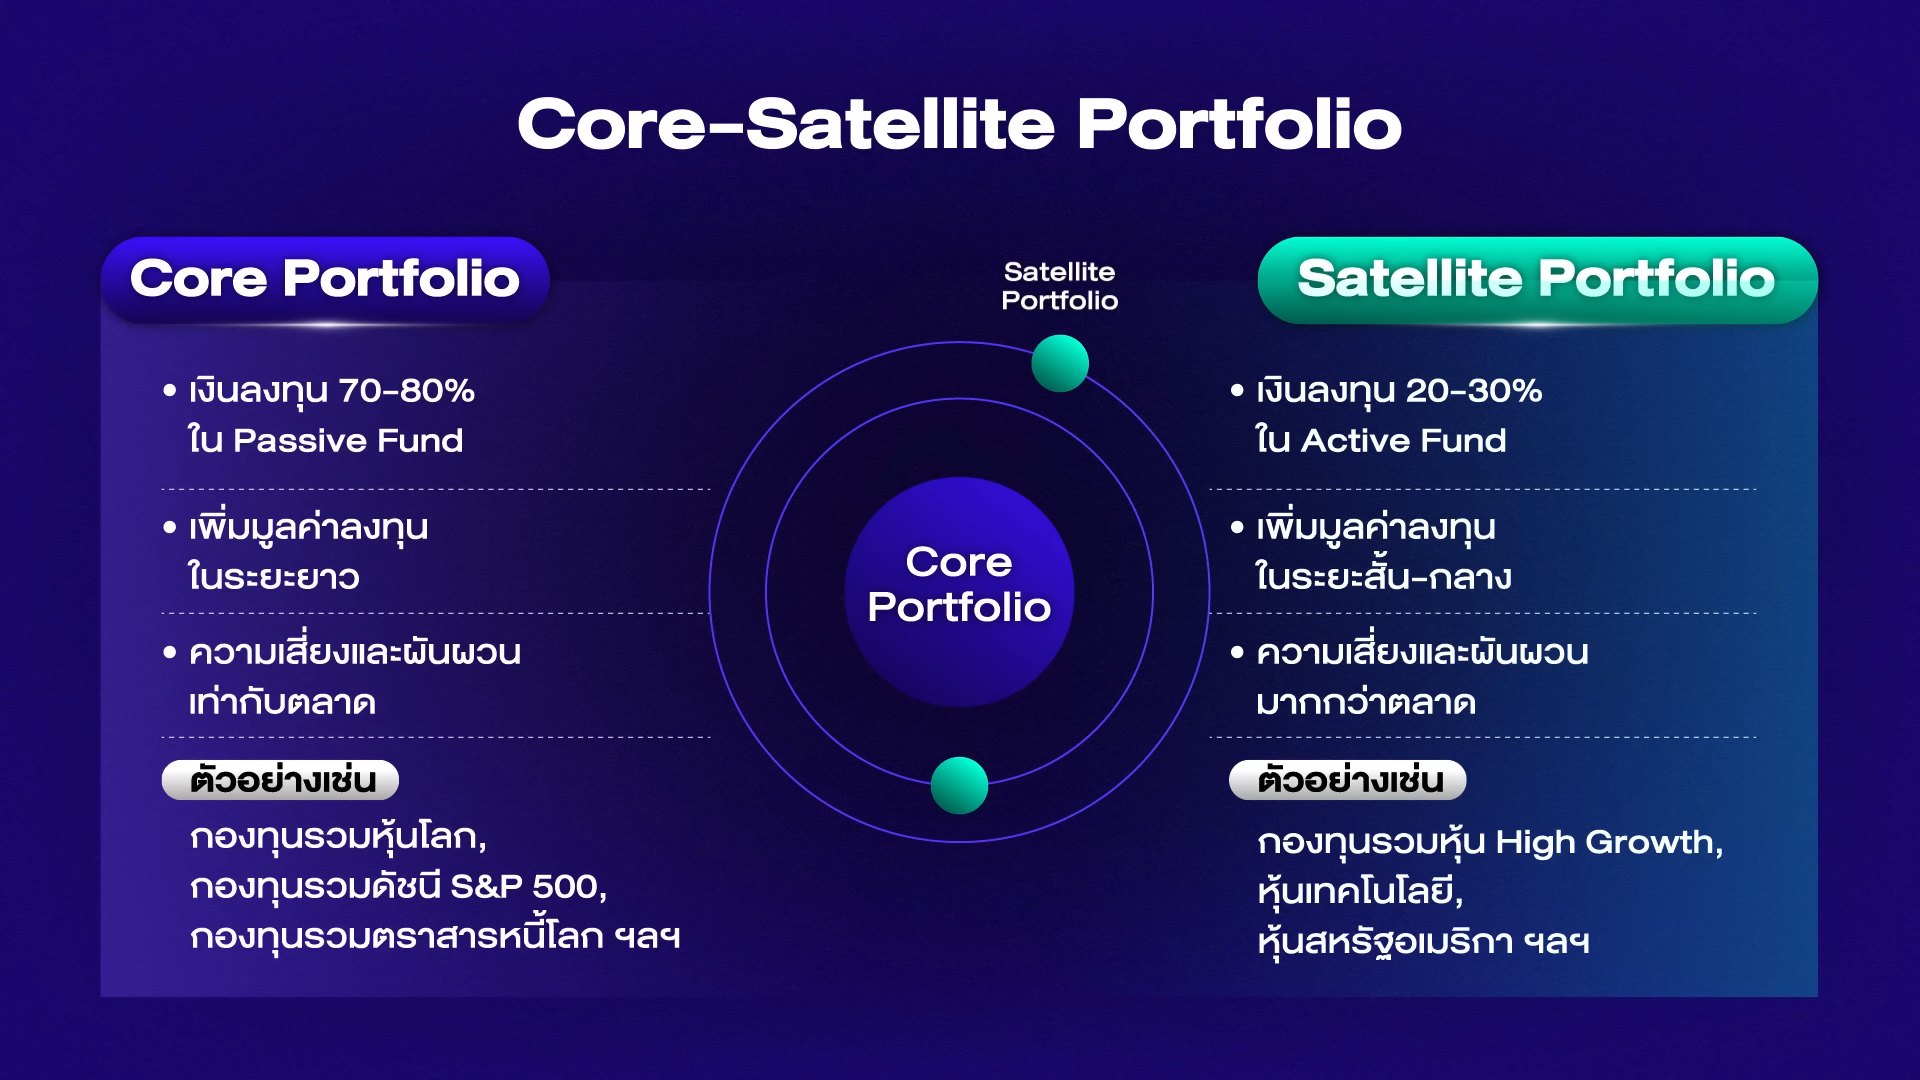 Core-Satellite Portfolio
Core Portfolio
• เงินลงทุน 70-80%
ใน Passive Fund
• เพิ่มมูลค่าลงทุน
ในระยะยาว
• ความเสี่ยงและผันผวน
เท่ากับตลาด
ตัวอย่างเช่น
กองทุนรวมหุ้นโลก,
กองทุนรวมดัชนี S&P 500,
กองทุนรวมตราสารหนี้โลก ฯลฯ
Satellite
Portfolio
Core
Portfolio
Satellite Portfolio
• เงินลงทุน 20-30%
ใน Active Fund
• เพิ่มมูลค่าลงทุน
ในระยะสั้น-กลาง
• ความเสี่ยงและผันผวน
มากกว่าตลาด
ตัวอย่างเช่น
กองทุนรวมหุ้น High Growth,
หุ้นเทคโนโลยี,
หุ้นสหรัฐอเมริกา ฯลฯ